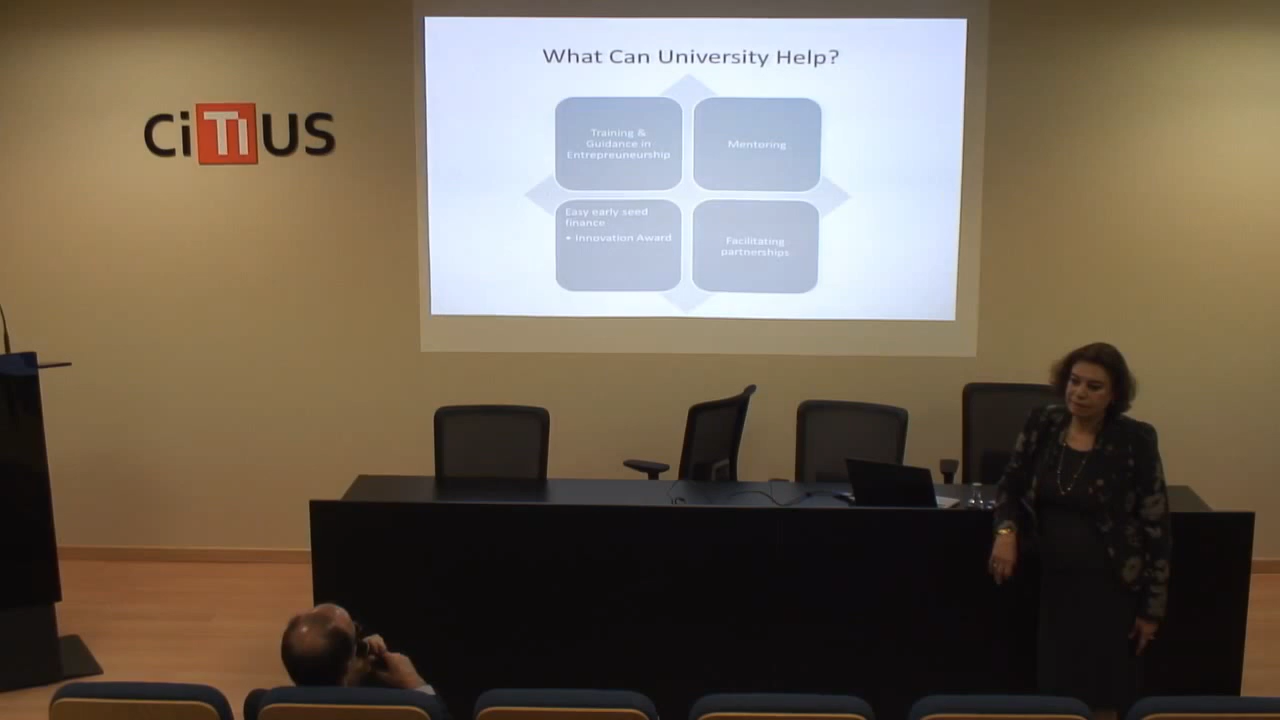 CiTIUS
What Can University Help?
Training &
Guidance in
Entrepreuneurship
Mentoring
Easy early seed
finance
• Innovation Award
Facilitating
partnerships